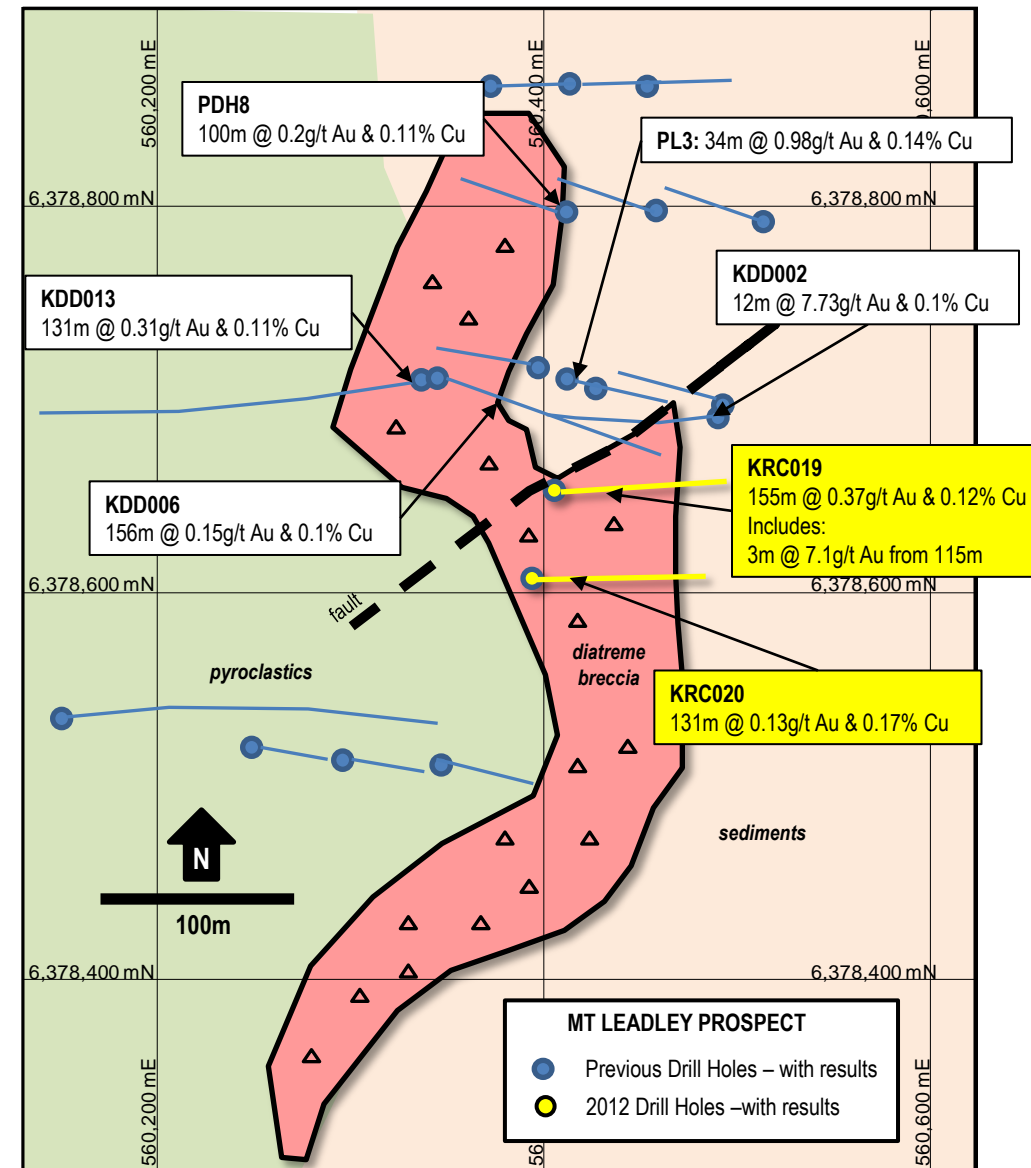 560,200 mE
560,400 mE
600 mE
PDH8
100m @ 0.2g/t Au & 0.11% Cu
PL3: 34m @ 0.98g/t Au & 0.14% Cu
6,378,800 mN
6,378,800 mN
KDD002
12m @ 7.73g/t Au & 0.1% Cu
KDD013
131m @ 0.31g/t Au & 0.11% Cu
KRC019
155m @ 0.37g/t Au & 0.12% Cu
Includes:
3m @ 7.1g/t Au from 115m
KDD006
156m @ 0.15g/t Au & 0.1% Cu
6,378,600 mN
6,378,600 mN
fault
pyroclastics
diatreme
breccia
KRC020
131m @ 0.13g/t Au & 0.17% Cu
sediments
N
100m
6,378,400 mN
6,378,400 mN
MT LEADLEY PROSPECT
Previous Drill Holes – with results
2012 Drill Holes –with results
560,200 mE
56
560,600 mE